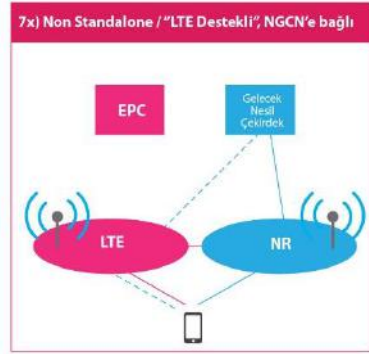 7x) Non Standalone / “LTE Destekli”, NGCN’e bağlı
EPC
Gelecek
Nesil
Çekirdek
LTE
NR